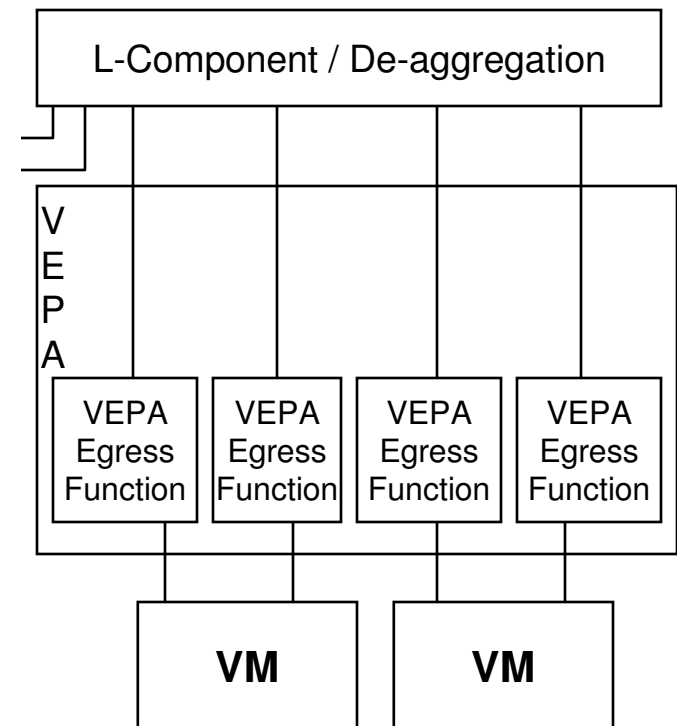 L-Component / De-aggregation
V
E
P
A
VEPA
Egress
Function
VEPA
Egress
Function
VEPA
Egress
Function
VEPA
Egress
Function
VM
VM